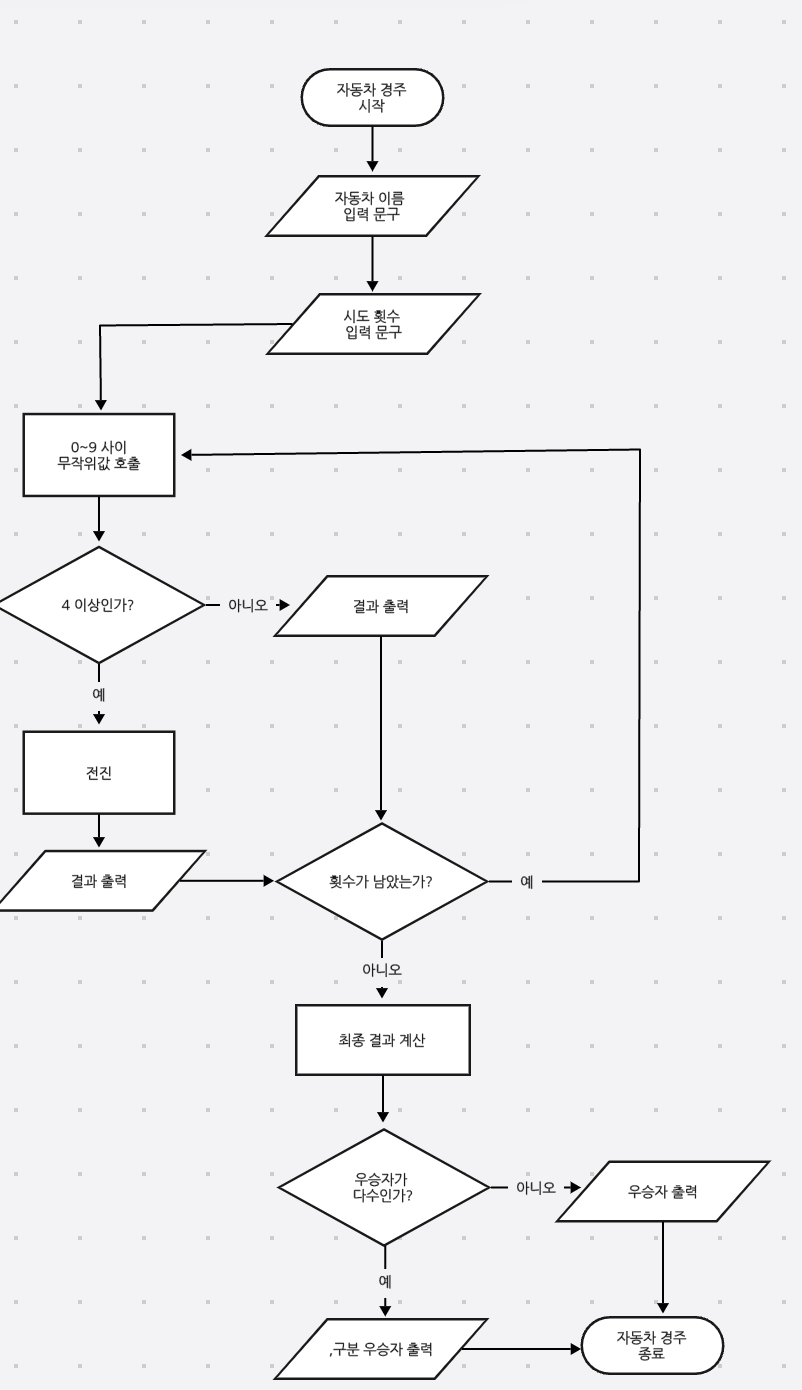 자동차 경주
시작
자동차 이름
입력 문구
시도 횟수
입력 문구
0~9 사이
무작위값 호출
4 이상인가?
아니오
결과 출력
예
전진
결과 출력
횟수가 남았는가?
예
아니오
최종 결과 계산
우승자가
다수인가?
아니오
우승자 출력
예
,구분 우승자 출력
자동차 경주
종료